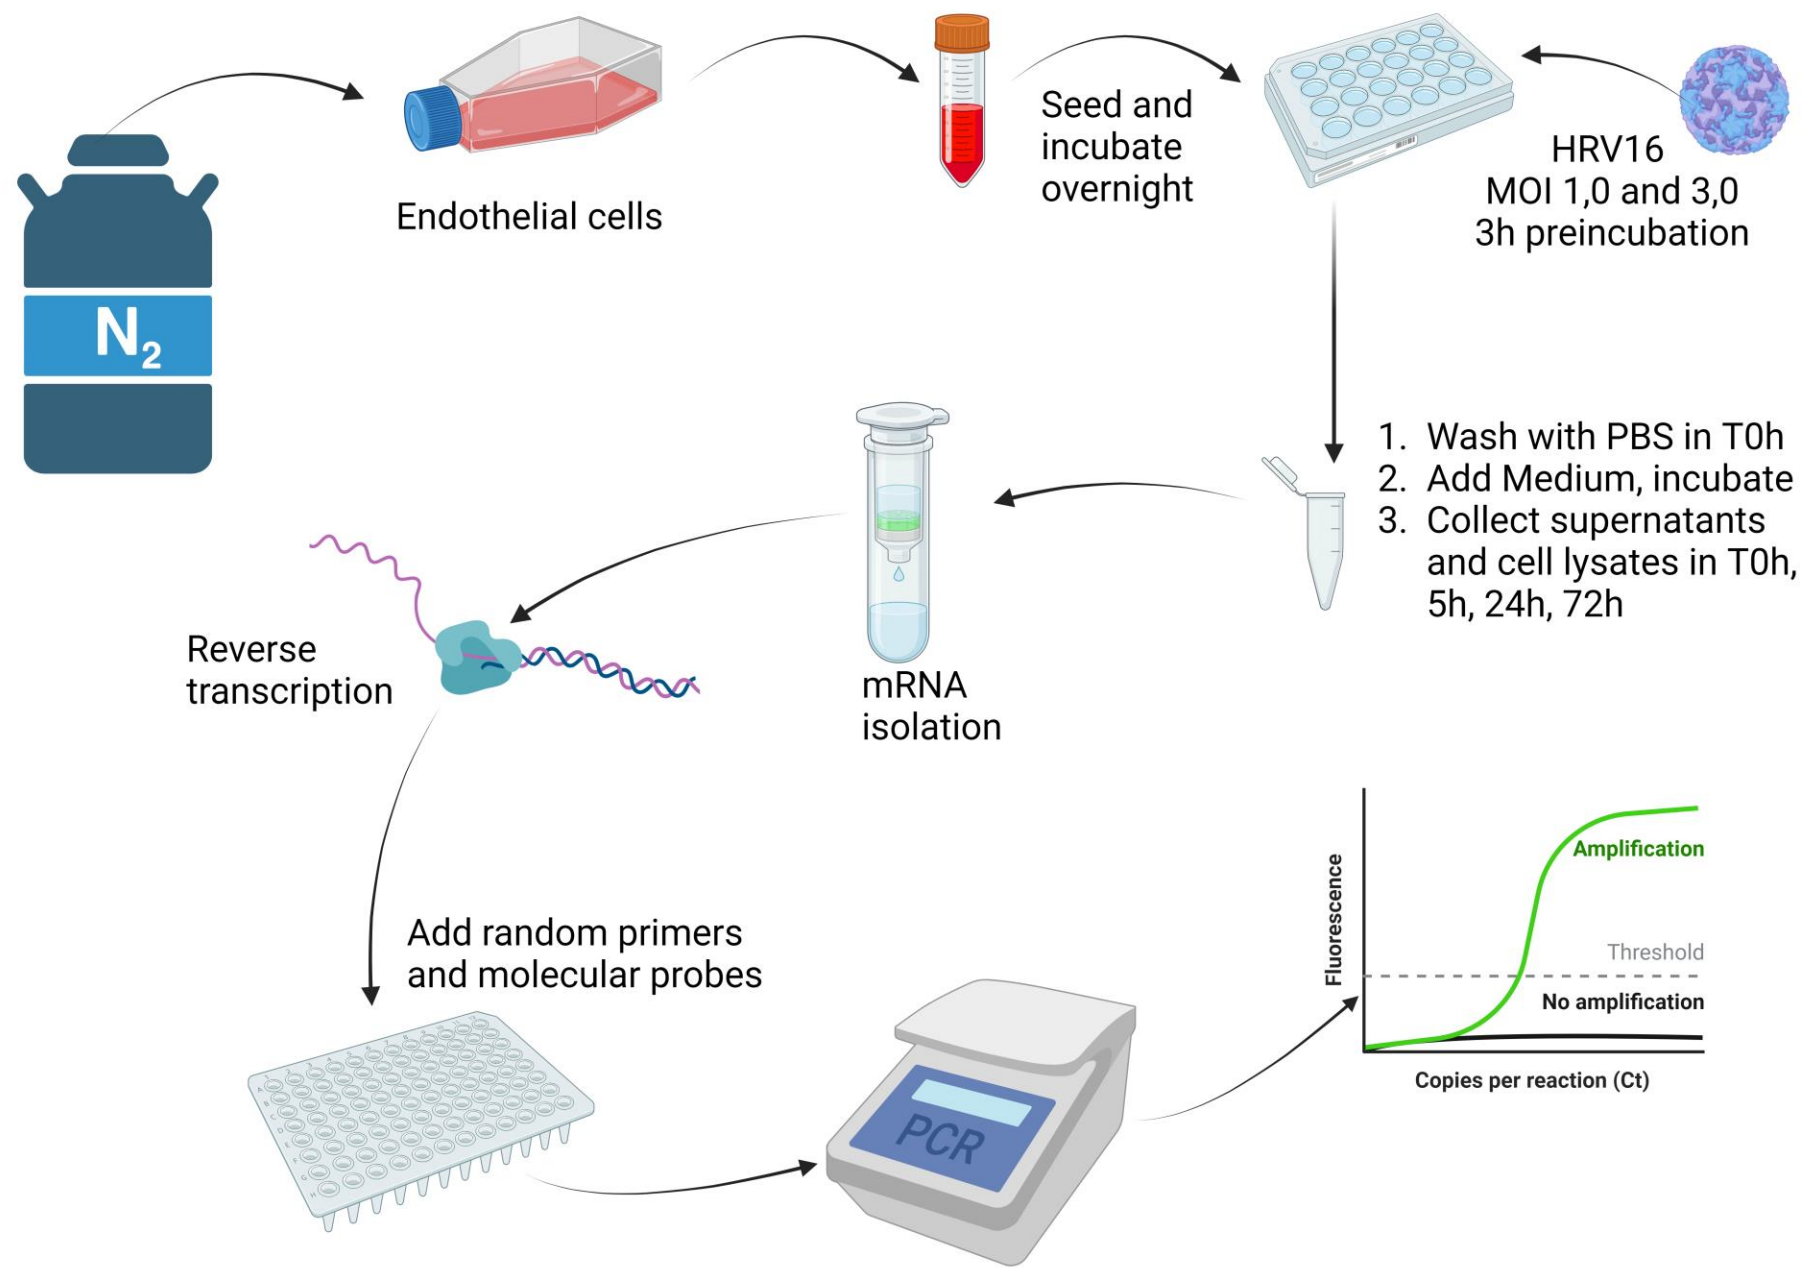 N2
Endothelial cells
Seed and
incubate
overnight
HRV16
MOI 1,0 and 3,0
3h preincubation
1. Wash with PBS in T0h
2. Add Medium, incubate
3. Collect supernatants
and cell lysates in T0h,
5h, 24h, 72h
mRNA
isolation
Reverse
transcription
Add random primers
and molecular probes
PCR
Fluorescence
Amplification
Threshold
No amplification
Copies per reaction (Ct)